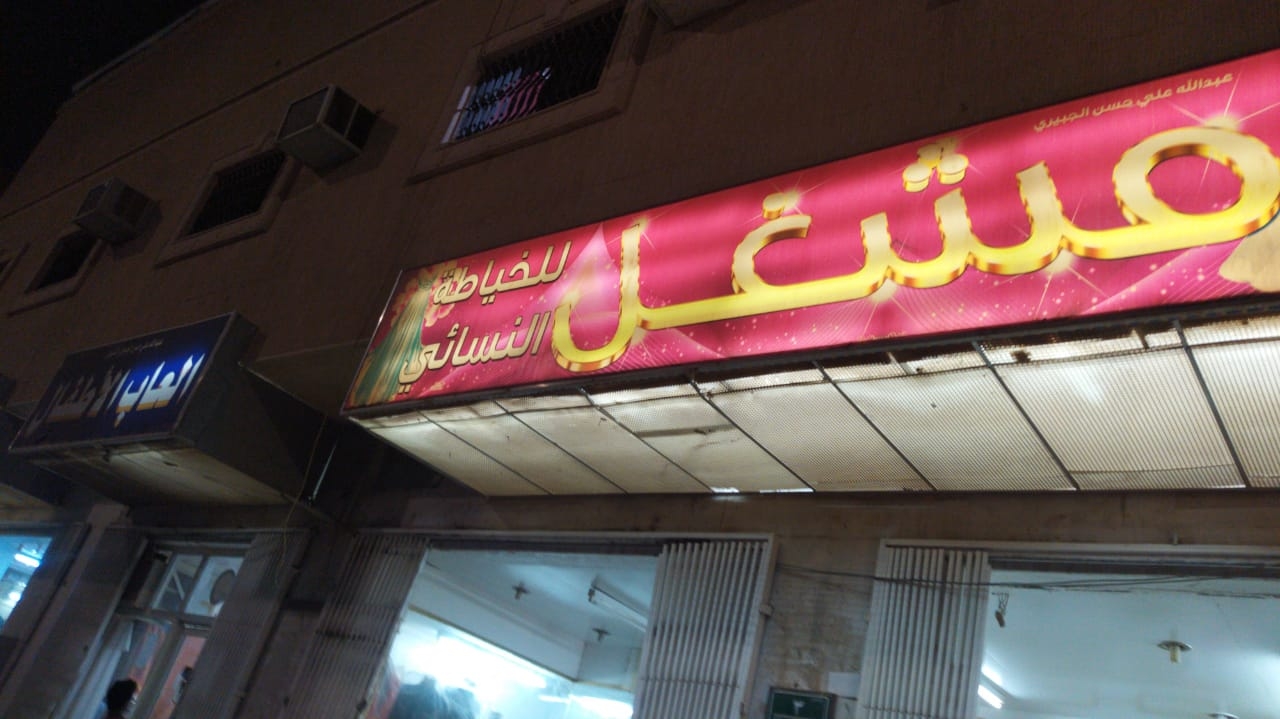 عبدالله علي حسن الجبيري
مشغل
للخياطة
النسائي
العاب الأطفال